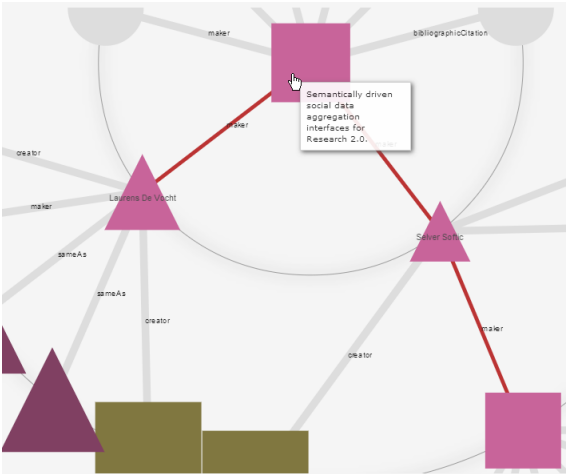 maker
bibliographicCitation
Semantically driven
social data
aggregation
interfaces for
Research 2.0.
maker
creator
Laurens De Vocht
maker
Selver Softic
sameAs
sameAs
creator
maker
creator